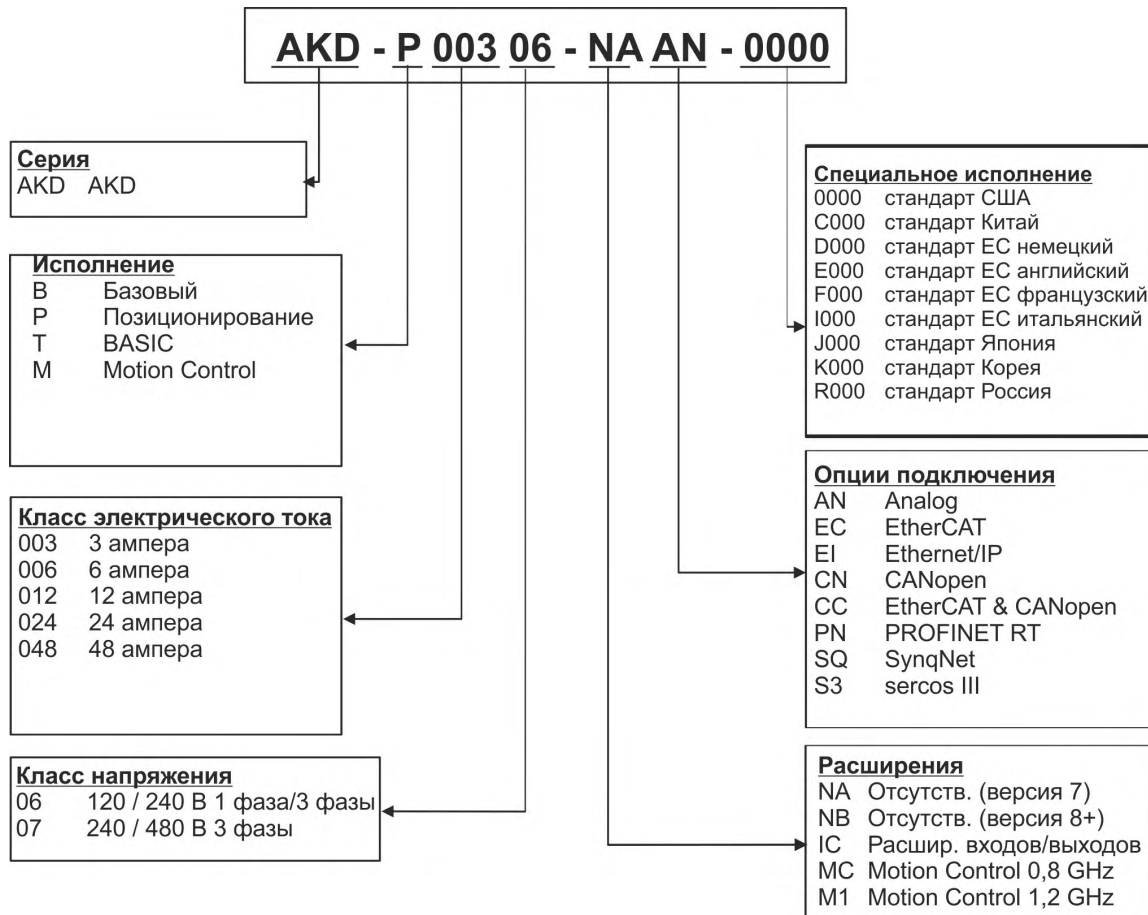 AKD - P 003 06 - NA AN - 0000
Серия
AKD AKD
Исполнение
B Базовый
P Позиционирование
T BASIC
M Motion Control
Класс электрического тока
003 3 ампера
006 6 ампера
012 12 ампера
024 24 ампера
048 48 ампера
Класс напряжения
06 120 / 240 В 1 фаза/3 фазы
07 240 / 480 В 3 фазы
Специальное исполнение
0000 стандарт США
C000 стандарт Китай
D000 стандарт ЕС немецкий
E000 стандарт ЕС английский
F000 стандарт ЕС французский
I000 стандарт ЕС итальянский
J000 стандарт Япония
K000 стандарт Корея
R000 стандарт Россия
Опции подключения
AN Analog
EC EtherCAT
EI Ethernet/IP
CN CANopen
CC EtherCAT & CANopen
PN PROFINET RT
SQ SynqNet
S3 sercos III
Расширения
NA Отсутств. (версия 7)
NB Отсутств. (версия 8+)
IC Расшир. входов/выходов
MC Motion Control 0,8 GHz
M1 Motion Control 1,2 GHz